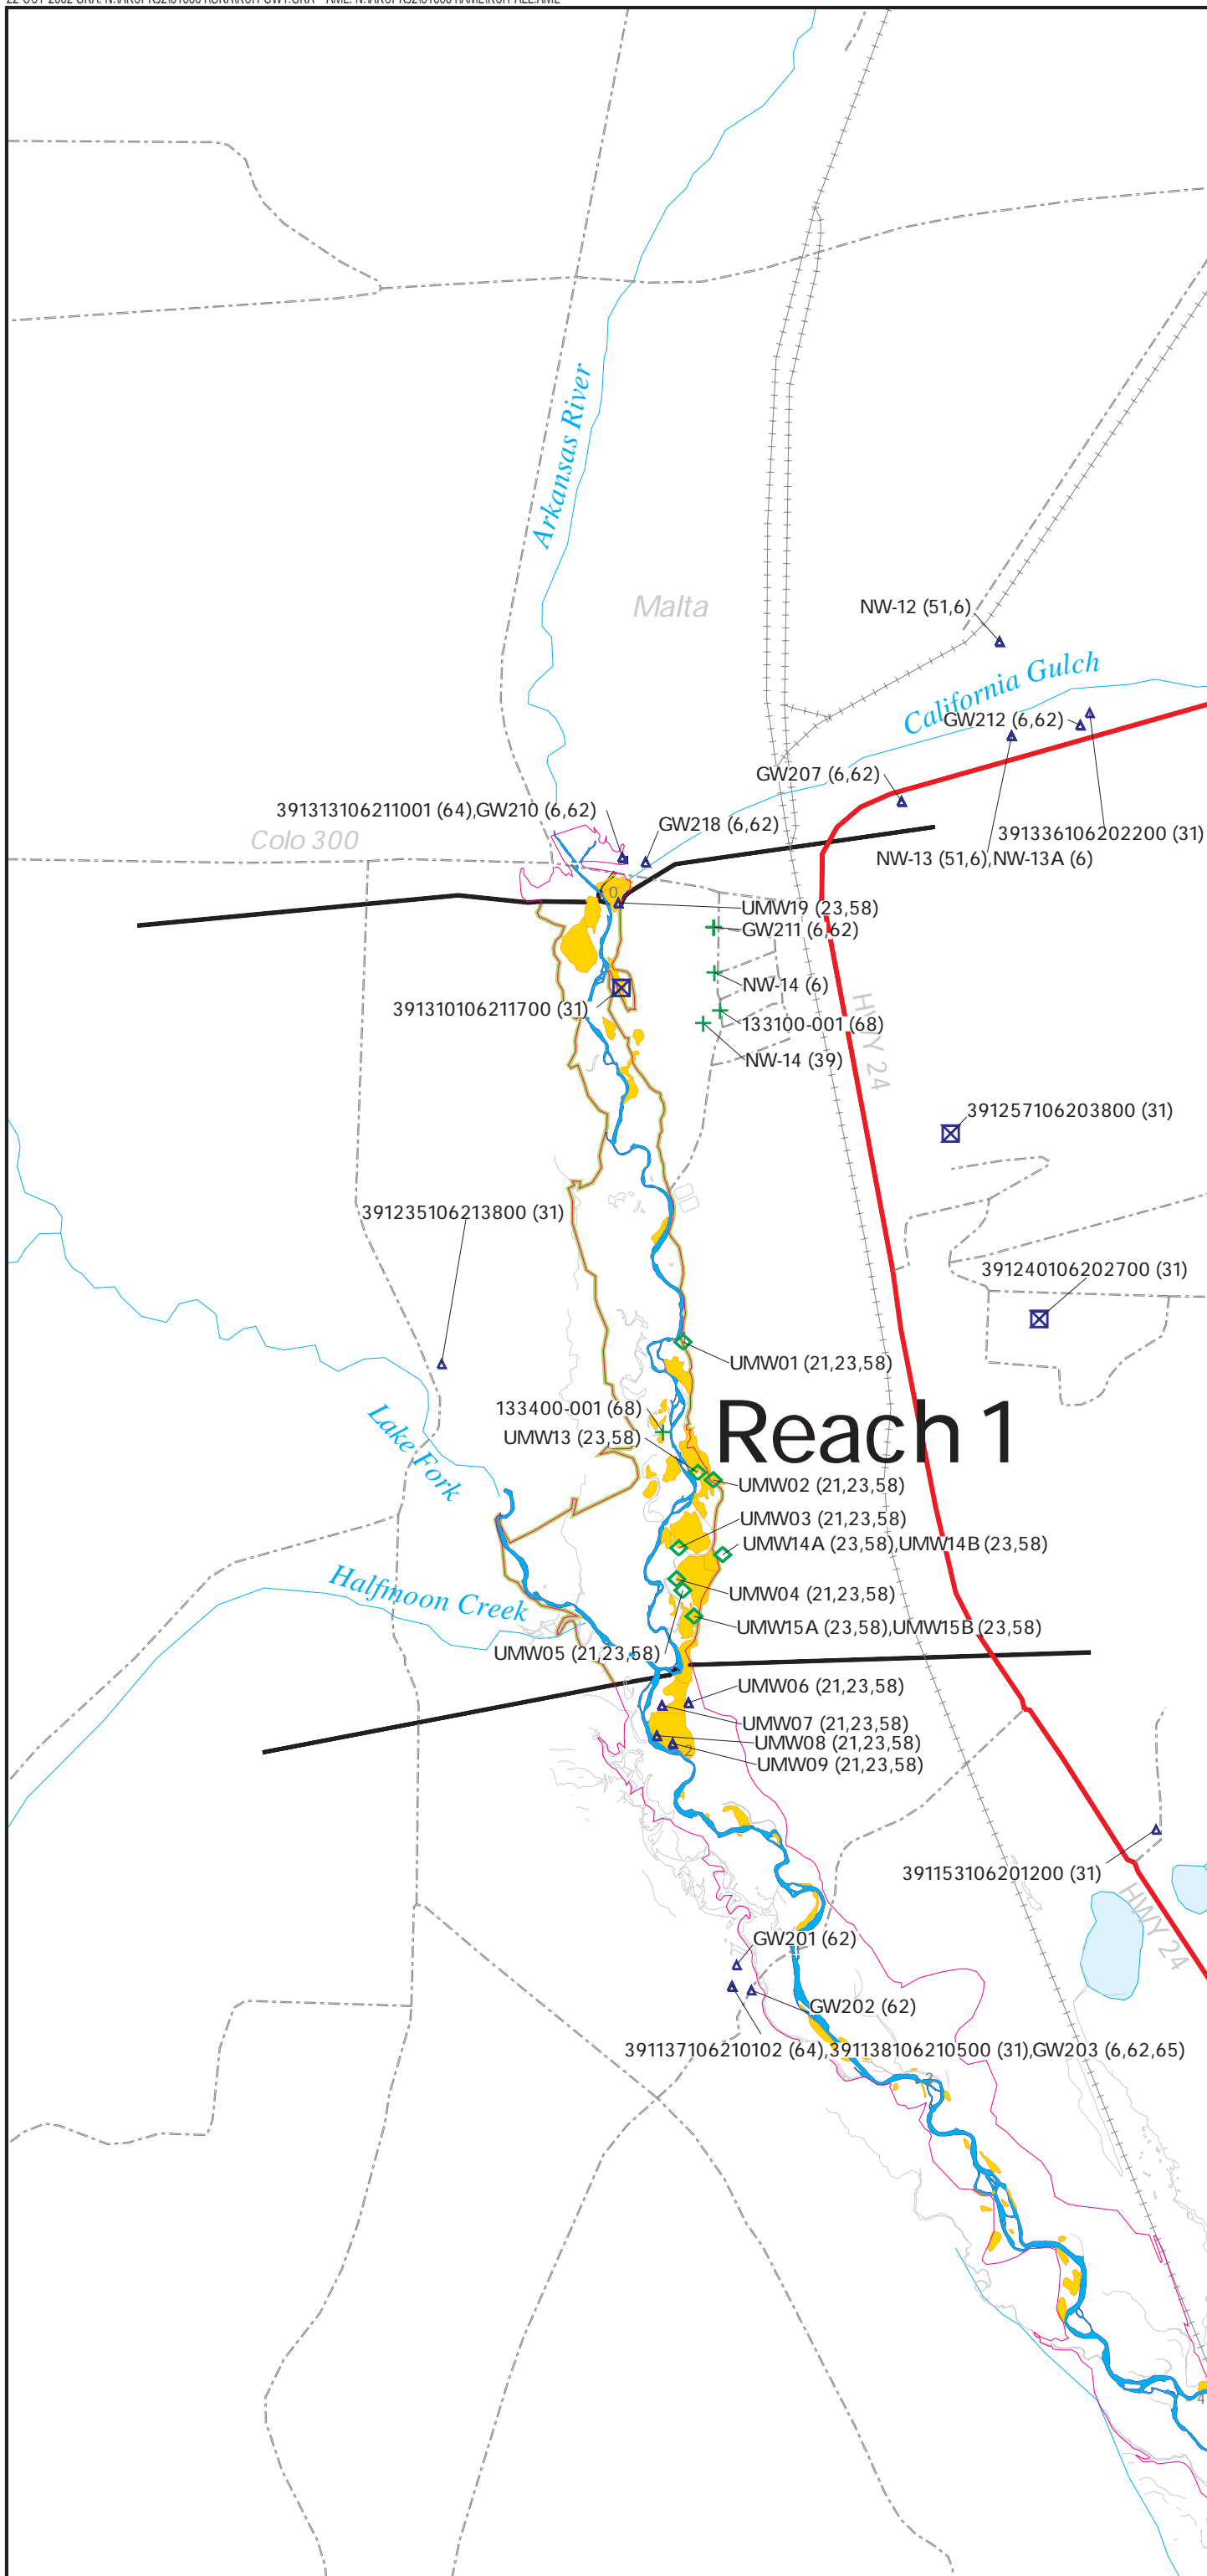 Arkansas River
Malta
NW-12 (51,6)
California Gulch
GW212 (6,62)
GW207 (6,62)
391313106211001 (64),GW210 (6,62)
GW218 (6,62)
391336106202200 (31)
Colo 300
NW-13 (51,6),NW-13A (6)
0
UMW19 (23,58)
GW211 (6,62)
NW-14 (6)
391310106211700 (31)
133100-001 (68)
HWY 24
NW-14 (39)
391257106203800 (31)
391235106213800 (31)
391240106202700 (31)
UMW01 (21,23,58)
133400-001 (68)
Reach 1
Lake Fork
UMW13 (23,58)
UMW02 (21,23,58)
UMW03 (21,23,58)
UMW14A (23,58),UMW14B (23,58)
Halfmoon Creek
UMW04 (21,23,58)
UMW15A (23,58),UMW15B (23,58)
UMW05 (21,23,58)
UMW06 (21,23,58)
UMW07 (21,23,58)
UMW08 (21,23,58)
2
UMW09 (21,23,58)
391153106201200 (31)
HWY 24
GW201 (62)
GW202 (62)
391137106210102 (64),391138106210500 (31),GW203 (6,62,65)
4